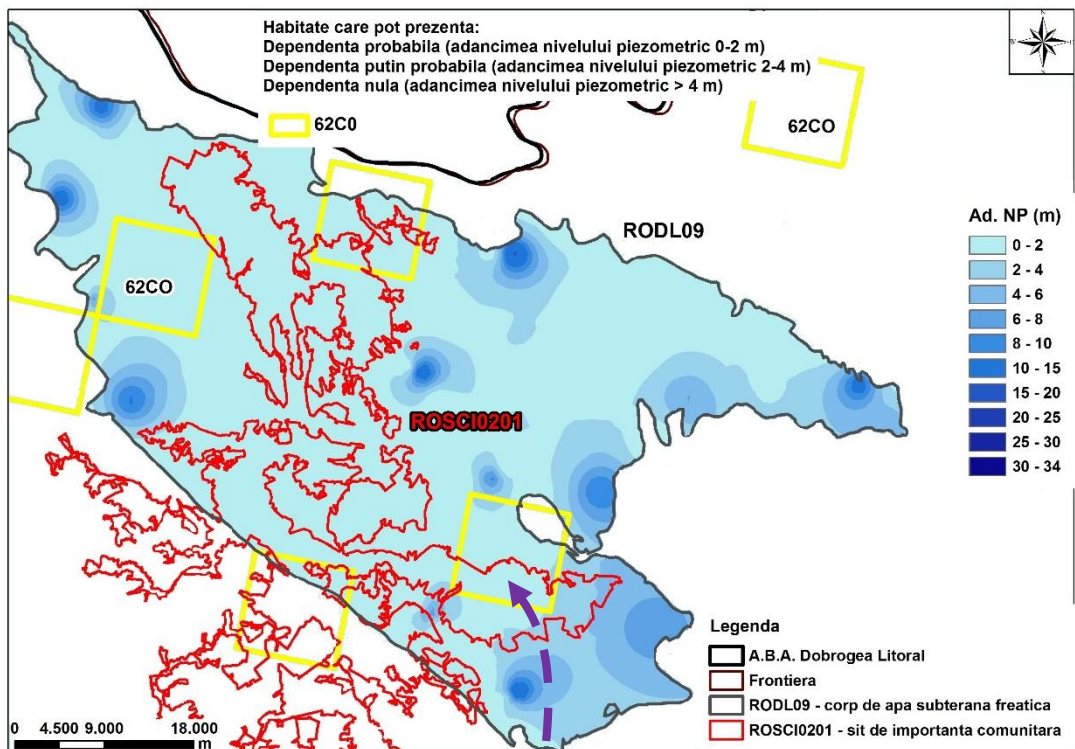 Habitate care pot prezenta:
Dependenta probabila (adancimea nivelului piezometric 0-2 m)
Dependenta putin probabila (adancimea nivelului piezometric 2-4 m)
Dependenta nula (adancimea nivelului piezometric > 4 m)
62C0
62CO
RODL09
62CO
ROSCI0201
Ad. NP (m)
0 - 2
2 - 4
4 - 6
6 - 8
8 - 10
10 - 15
15 - 20
20 - 25
25 - 30
30 - 34
Legenda
A.B.A. Dobrogea Litoral
Frontiera
RODL09 - corp de apa subterana freatica
ROSCI0201 - sit de importanta comunitara
0 4.500 9.000 18.000
m